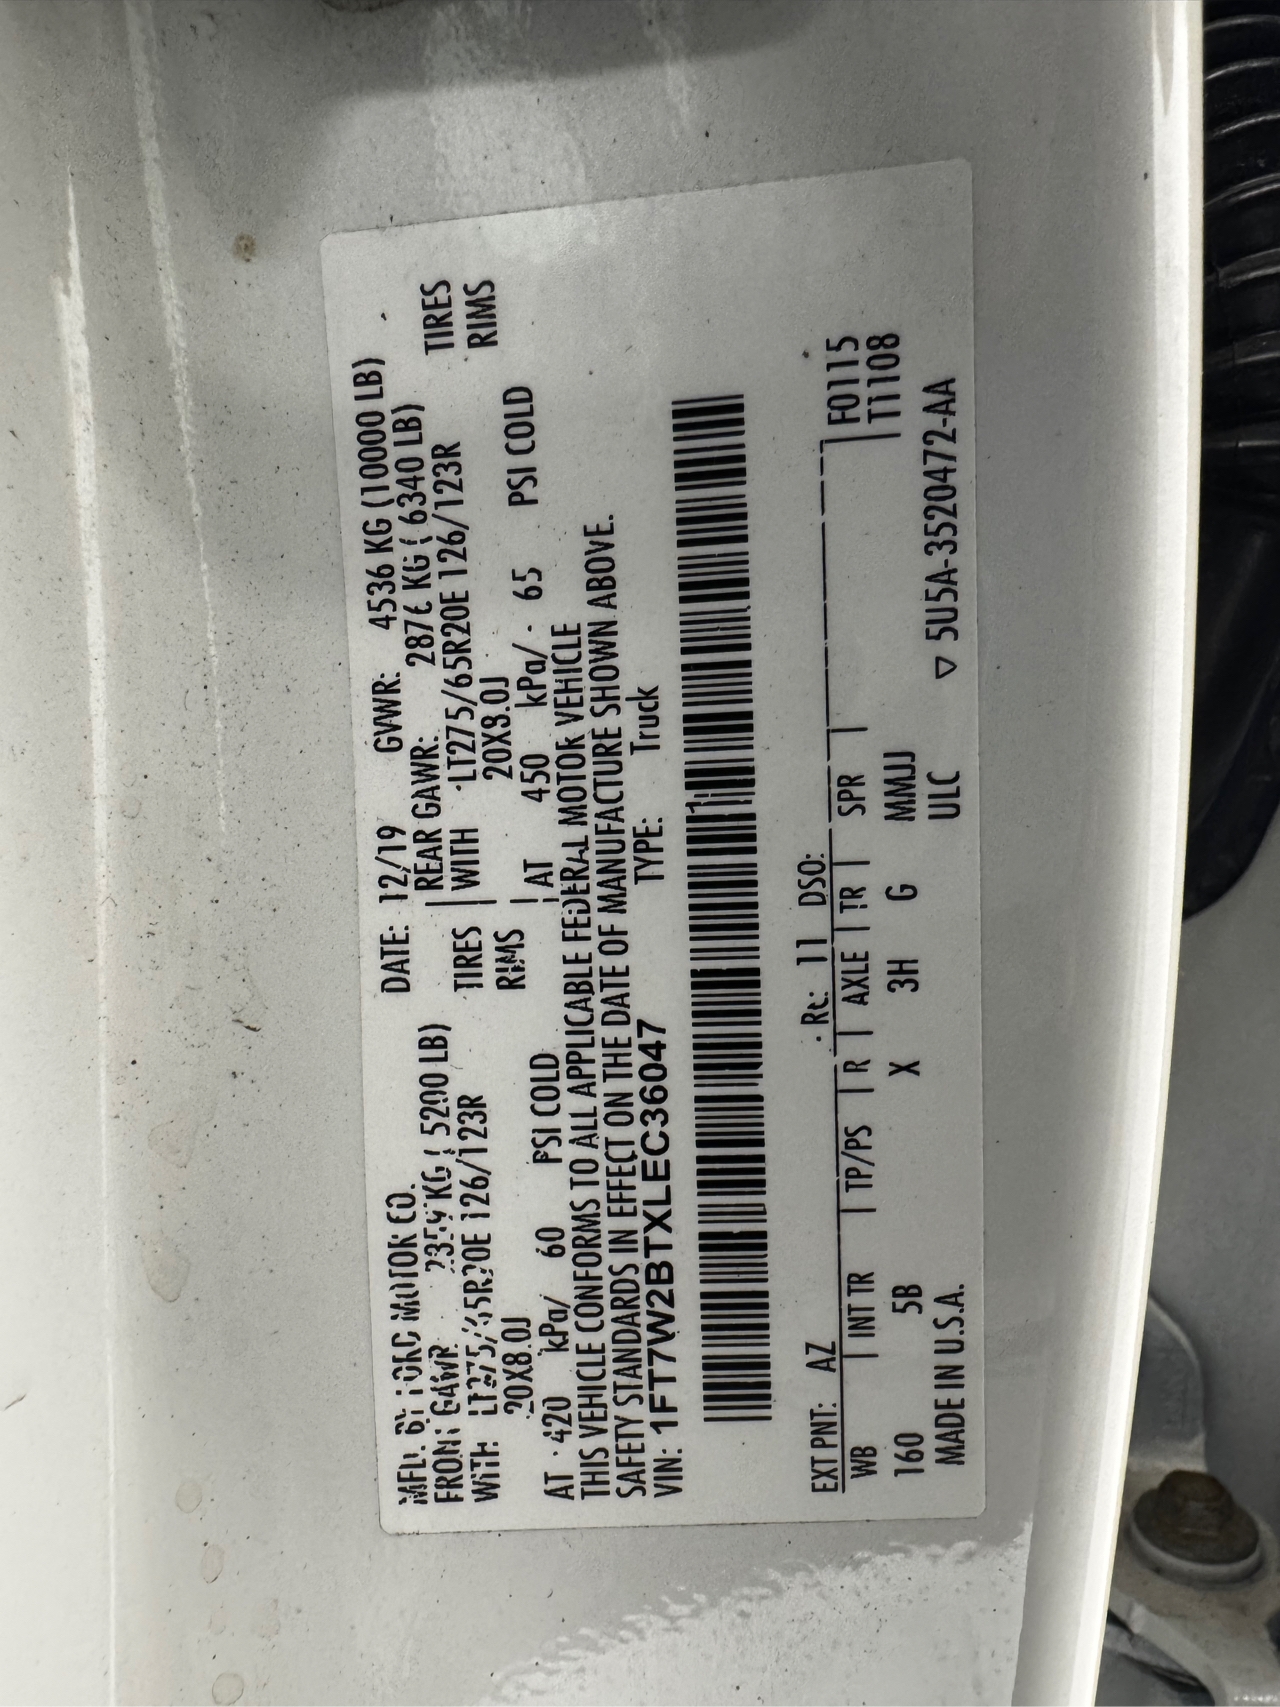 MFD. BY FORD MOTOR CO.
DATE: 12/19 GVWR: 4536 KG (10000 LB)
FRONT GAWR: 2359 KG ( 5200 LB) REAR GAWR: 2876 KG ( 6340 LB)
WITH LT275/65R20E 126/123R TIRES WITH LT275/65R20E 126/123R TIRES
20X8.0J RIMS 20X8.0J RIMS
AT 420 kPa/ 60 PSI COLD AT 450 kPa/ 65 PSI COLD
THIS VEHICLE CONFORMS TO ALL APPLICABLE FEDERAL MOTOR VEHICLE
SAFETY STANDARDS IN EFFECT ON THE DATE OF MANUFACTURE SHOWN ABOVE.
VIN: 1FT7W2BTXLEC36047 TYPE: Truck
EXT PNT: AZ RC: 11 DSO: F0115
WB INT TR TP/PS R AXLE TR SPR T1108
160 5B X 3H G MMJJ
MADE IN U.S.A. ULC ▽ 5U5A-3520472-AA